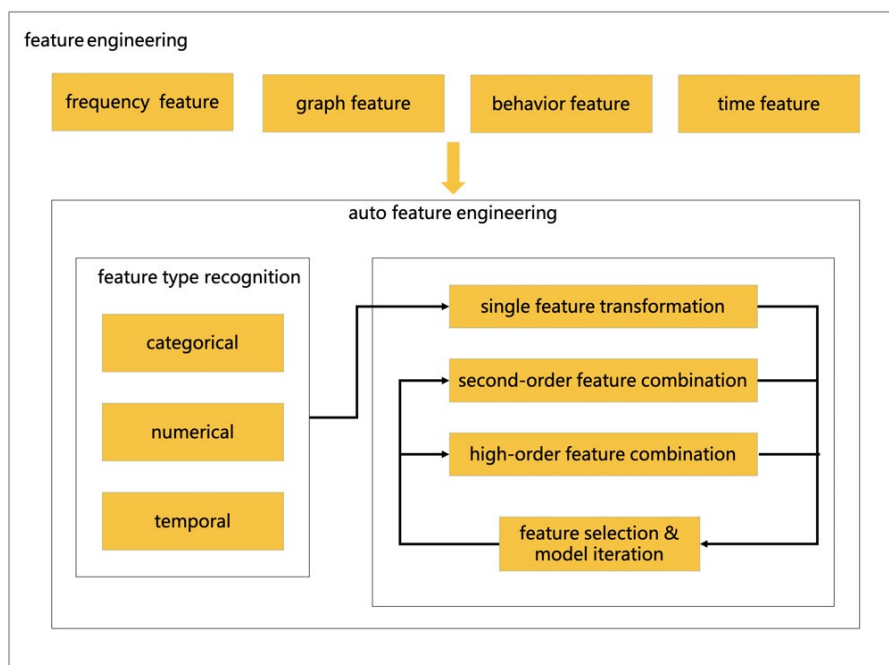 feature engineering
frequency feature
graph feature
behavior feature
time feature
auto feature engineering
feature type recognition
categorical
numerical
temporal
single feature transformation
second-order feature combination
high-order feature combination
feature selection &
model iteration